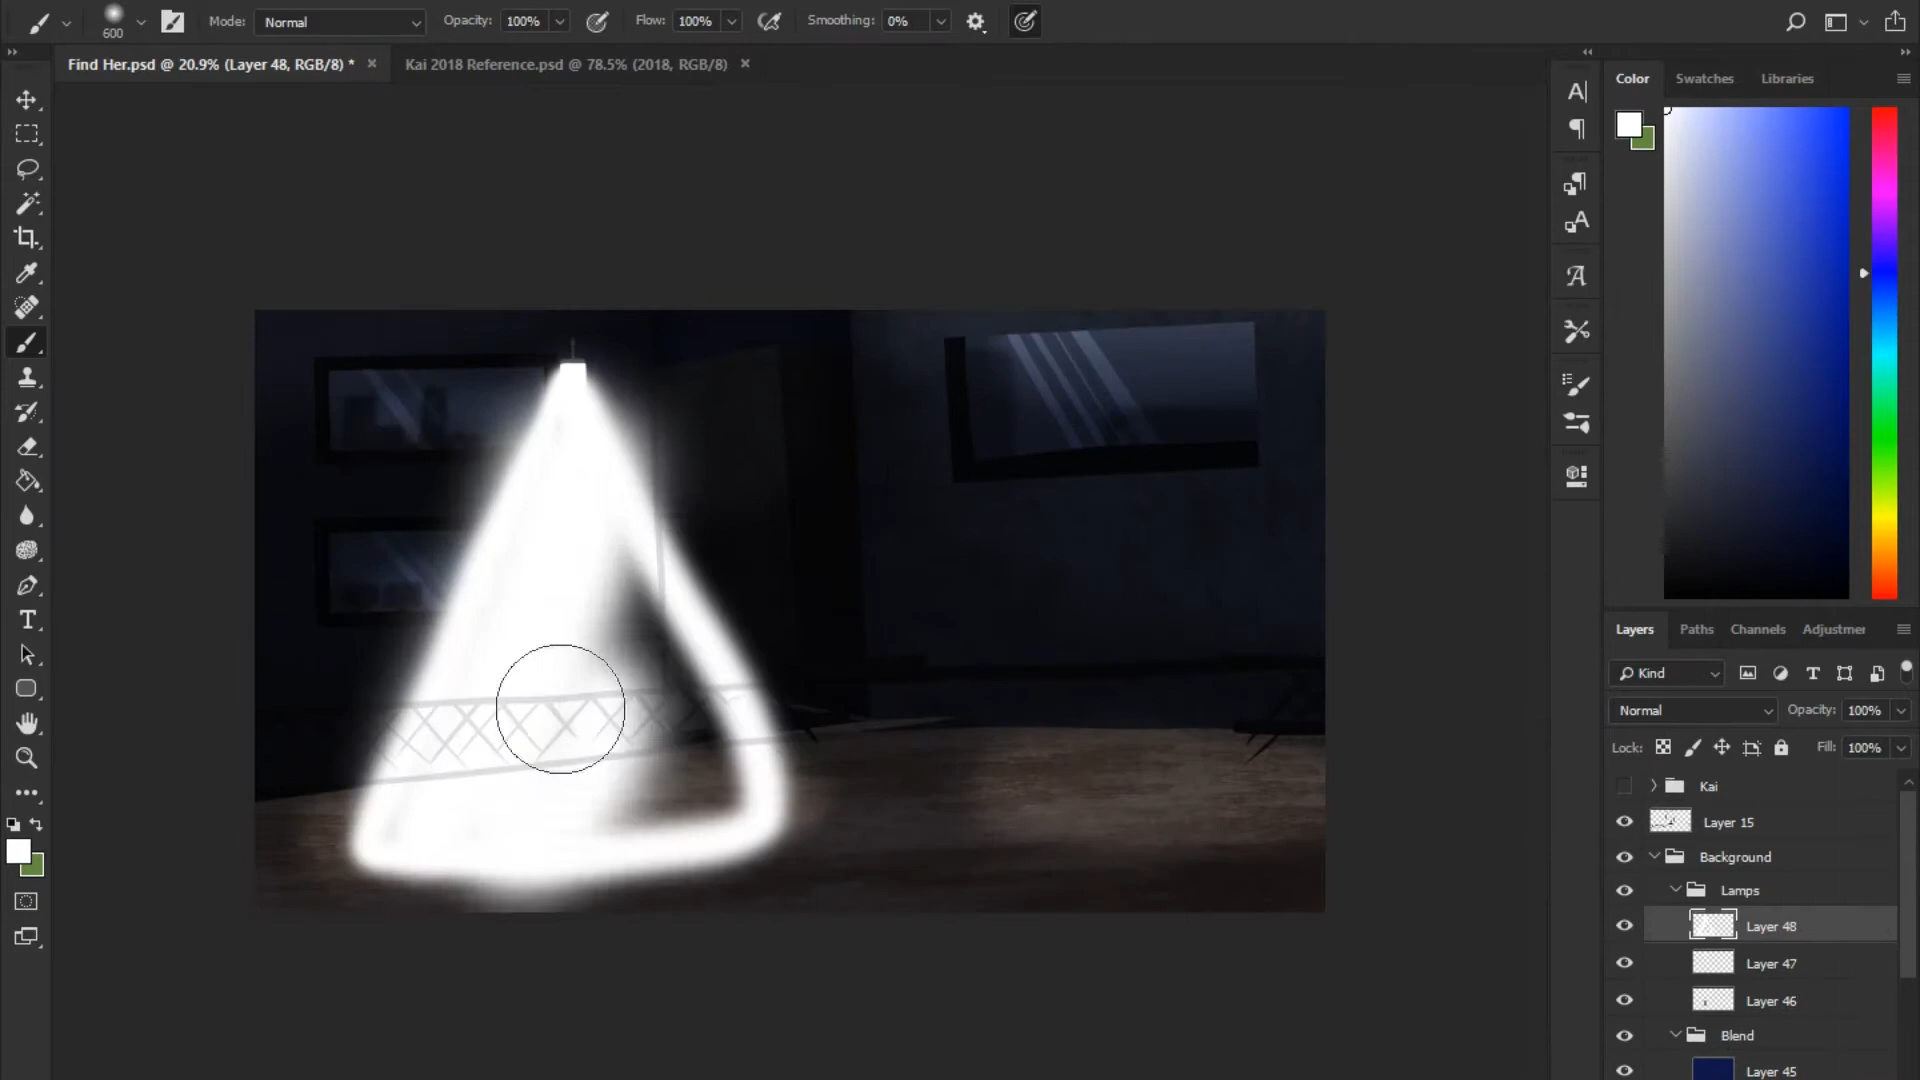 600
Mode: Normal Opacity: 100% Flow: 100% Smoothing: 0%
Find Her.psd @ 20.9% (Layer 48, RGB/8) * ×
Kai 2018 Reference.psd @ 78.5% (2018, RGB/8) ×
Color Swatches Libraries
Layers Paths Channels Adjustmer
Kind
Normal Opacity: 100%
Lock: Fill: 100%
Kai
Layer 15
Background
Lamps
Layer 48
Layer 47
Layer 46
Blend
Layer 45